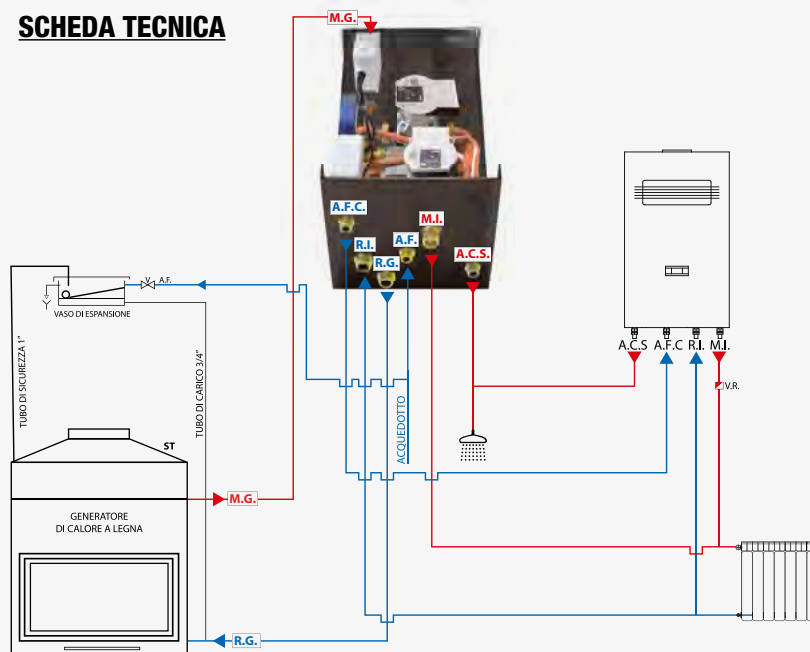 SCHEDA TECNICA
M.G.
A.F.C.
M.I.
R.I.
A.F.
R.G.
A.C.S.
V
A.F.
VASO DI ESPANSIONE
TUBO DI SICUREZZA 1"
TUBO DI CARICO 3/4"
ACQUEDOTTO
A.C.S
A.F.C
R.I.
M.I.
V.R.
ST
M.G.
GENERATORE
DI CALORE A LEGNA
R.G.